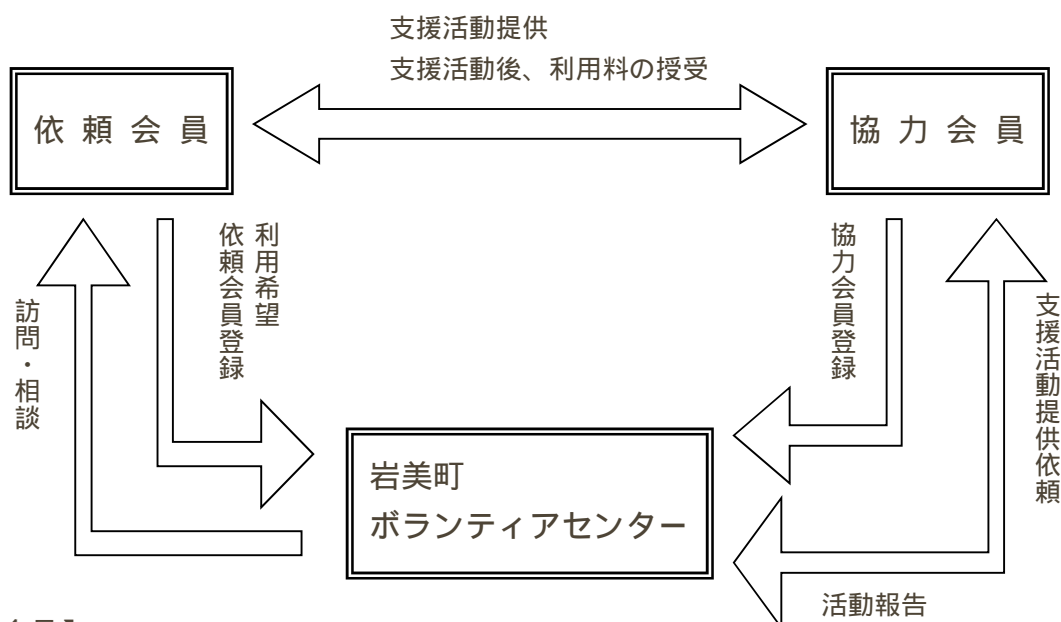 支援活動提供
支援活動後、利用料の授受
依頼会員
協力会員
利用希望
依頼会員登録
協力会員登録
訪問・相談
支援活動提供依頼
岩美町
ボランティアセンター
活動報告